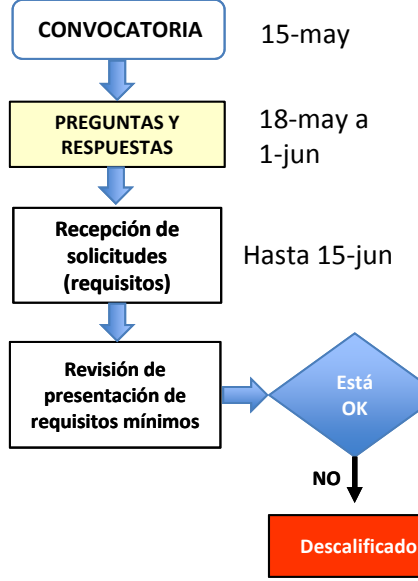 CONVOCATORIA
15-may
PREGUNTAS Y
RESPUESTAS
18-may a
1-jun
Recepción de
solicitudes
(requisitos)
Hasta 15-jun
Revisión de
presentación de
requisitos mínimos
Está
OK
NO
Descalificado